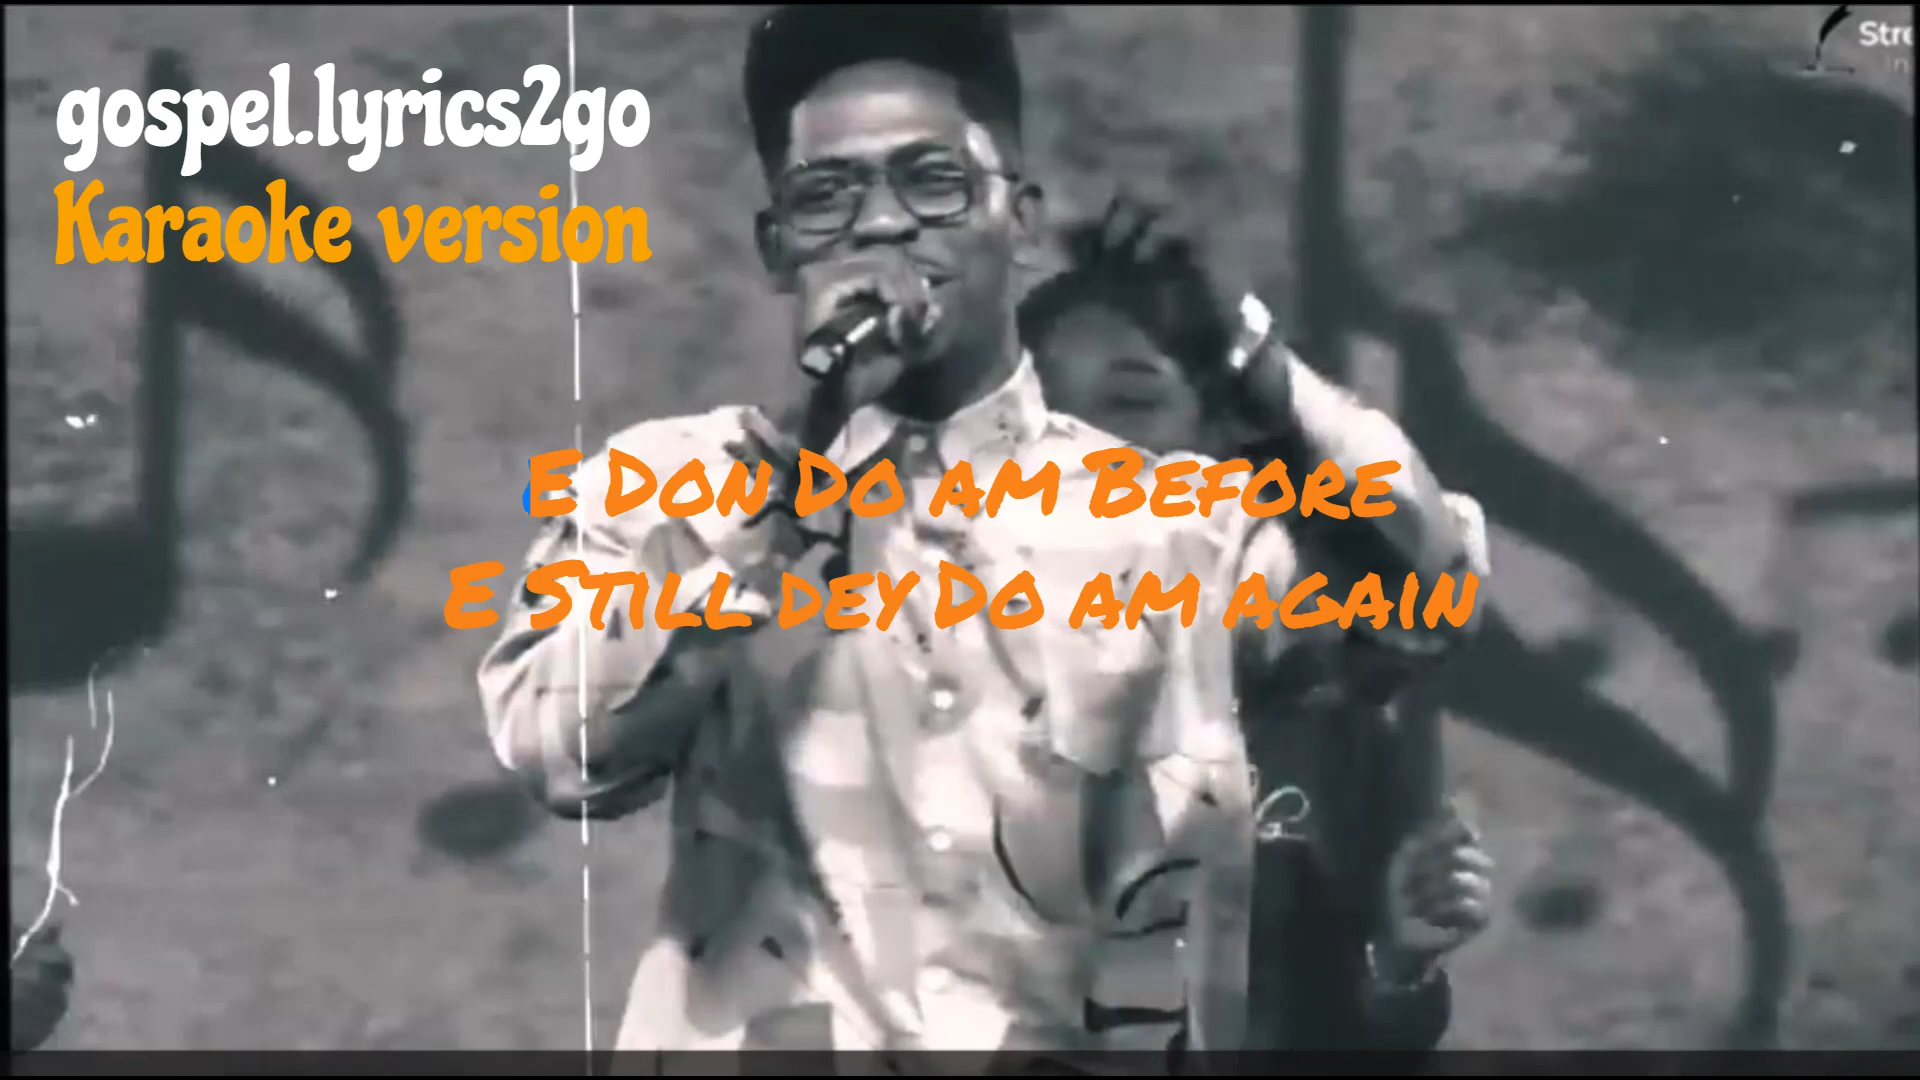 gospel.lyrics2go
Karaoke version
E Don Do am Before
E Still dey Do am again